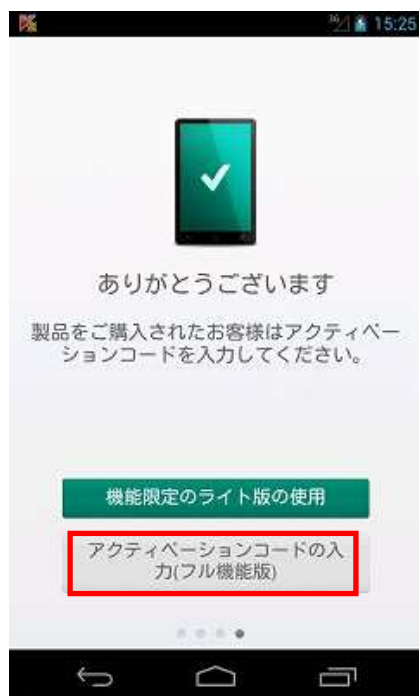 15:25
ありがとうございます
製品をご購入されたお客様はアクティベー
ションコードを入力してください。
機能限定のライト版の使用
アクティベーションコードの入
力(フル機能版)